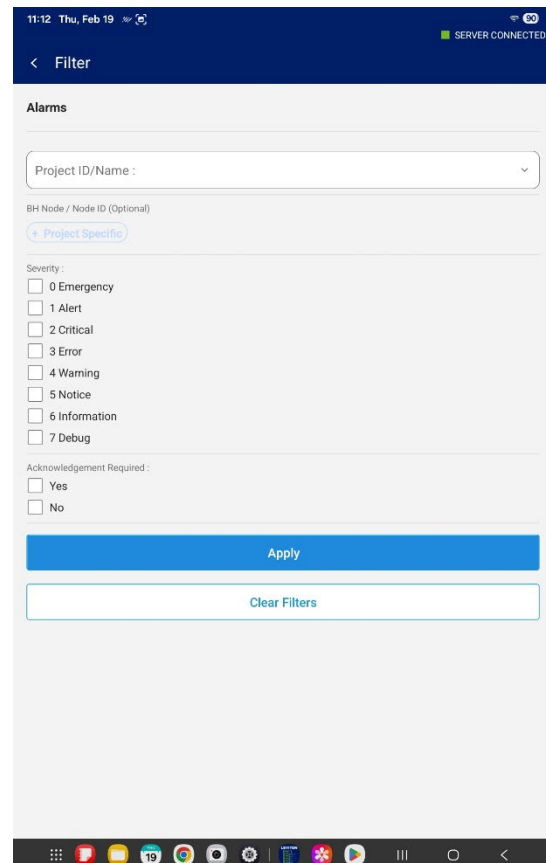 11:12 Thu, Feb 19
90
SERVER CONNECTED
Filter
Alarms
Project ID/Name :
BH Node / Node ID (Optional)
+ Project Specific
Severity :
0 Emergency
1 Alert
2 Critical
3 Error
4 Warning
5 Notice
6 Information
7 Debug
Acknowledgement Required :
Yes
No
Apply
Clear Filters
19